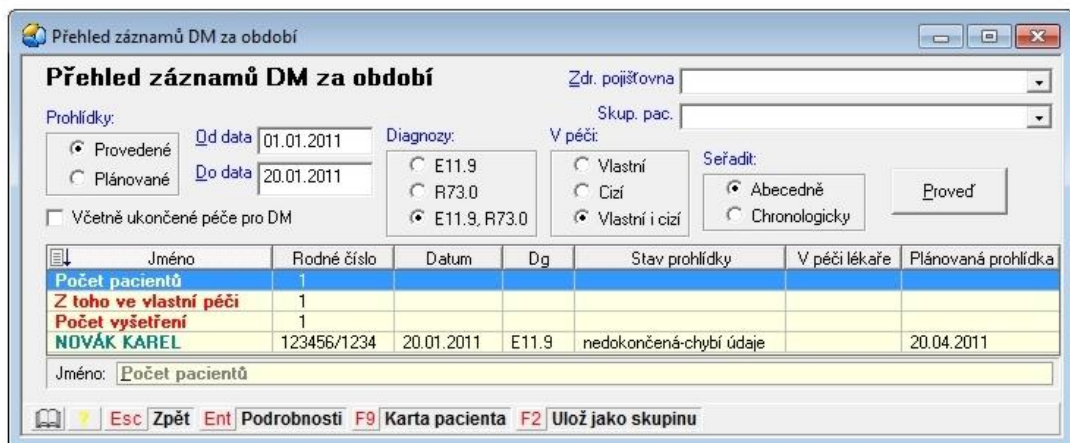 Přehled záznamů DM za období
Přehled záznamů DM za období
Zdr. pojišťovna
Skup. pac.
Prohlídky:
Provedené
Plánované
Od data 01.01.2011
Do data 20.01.2011
Včetně ukončené péče pro DM
Diagnozy:
E11.9
R73.0
E11.9, R73.0
V péči:
Vlastní
Cizí
Vlastní i cizí
Seřadit:
Abecedně
Chronologicky
Proveď
Jméno Rodné číslo Datum Dg Stav prohlídky V péči lékaře Plánovaná prohlídka
Počet pacientů 1
Z toho ve vlastní péči 1
Počet vyšetření 1
NOVÁK KAREL 123456/1234 20.01.2011 E11.9 nedokončená-chybí údaje 20.04.2011
Jméno: Počet pacientů
? Esc Zpět Ent Podrobnosti F9 Karta pacienta F2 Ulož jako skupinu